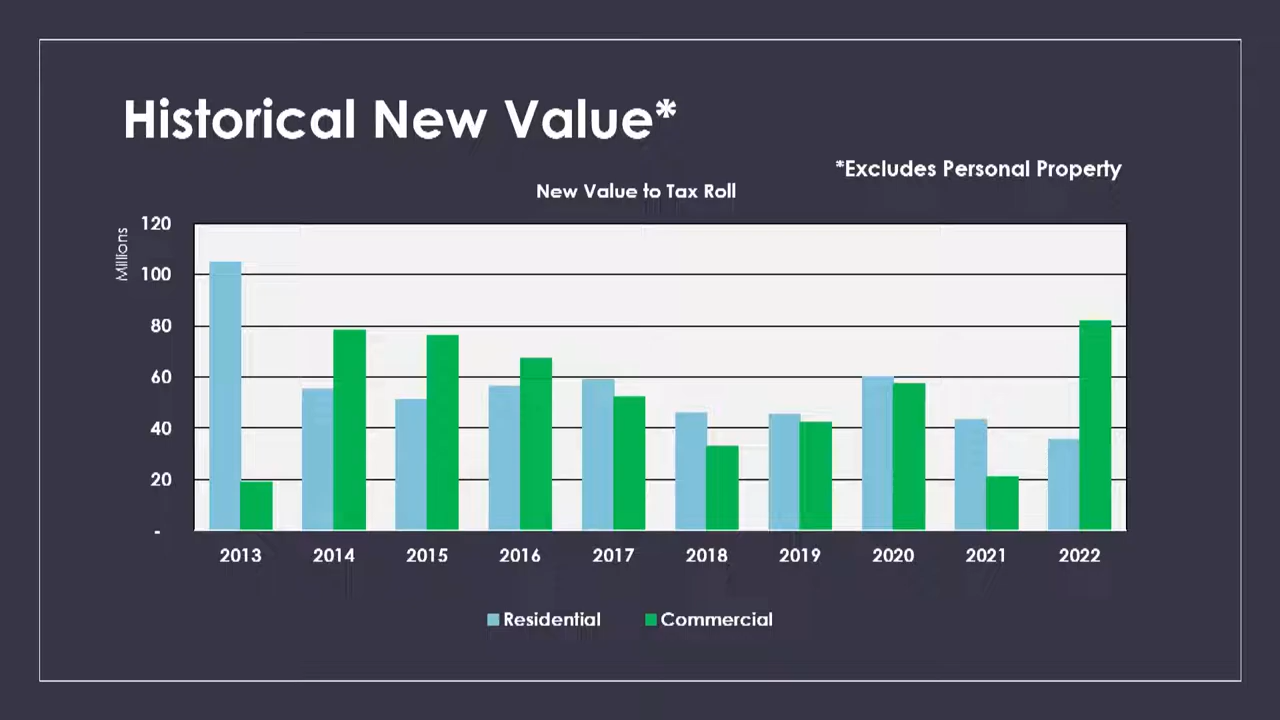 Historical New Value*
*Excludes Personal Property
New Value to Tax Roll
Millions
120
100
80
60
40
20
-
2013 2014 2015 2016 2017 2018 2019 2020 2021 2022
Residential Commercial